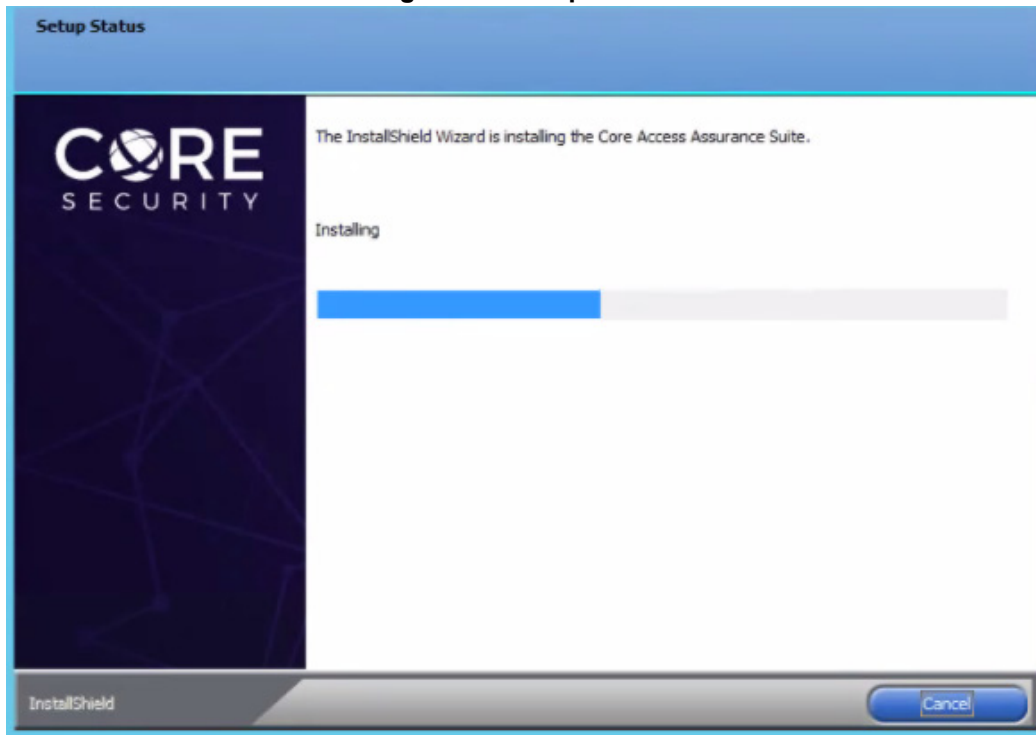 Setup Status
CORE
SECURITY
The InstallShield Wizard is installing the Core Access Assurance Suite.
Installing
InstallShield
Cancel